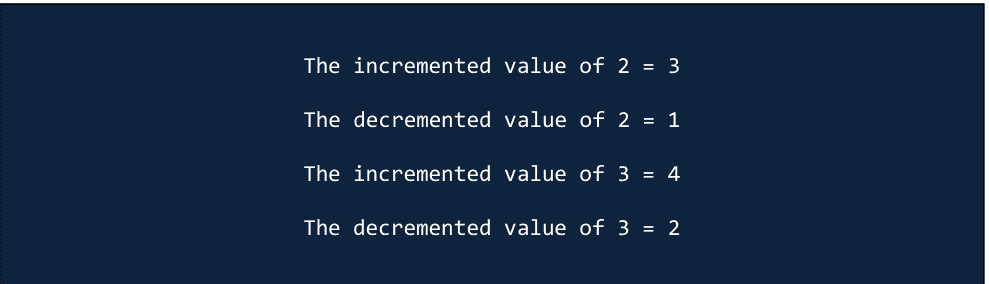 The incremented value of 2 = 3
The decremented value of 2 = 1
The incremented value of 3 = 4
The decremented value of 3 = 2